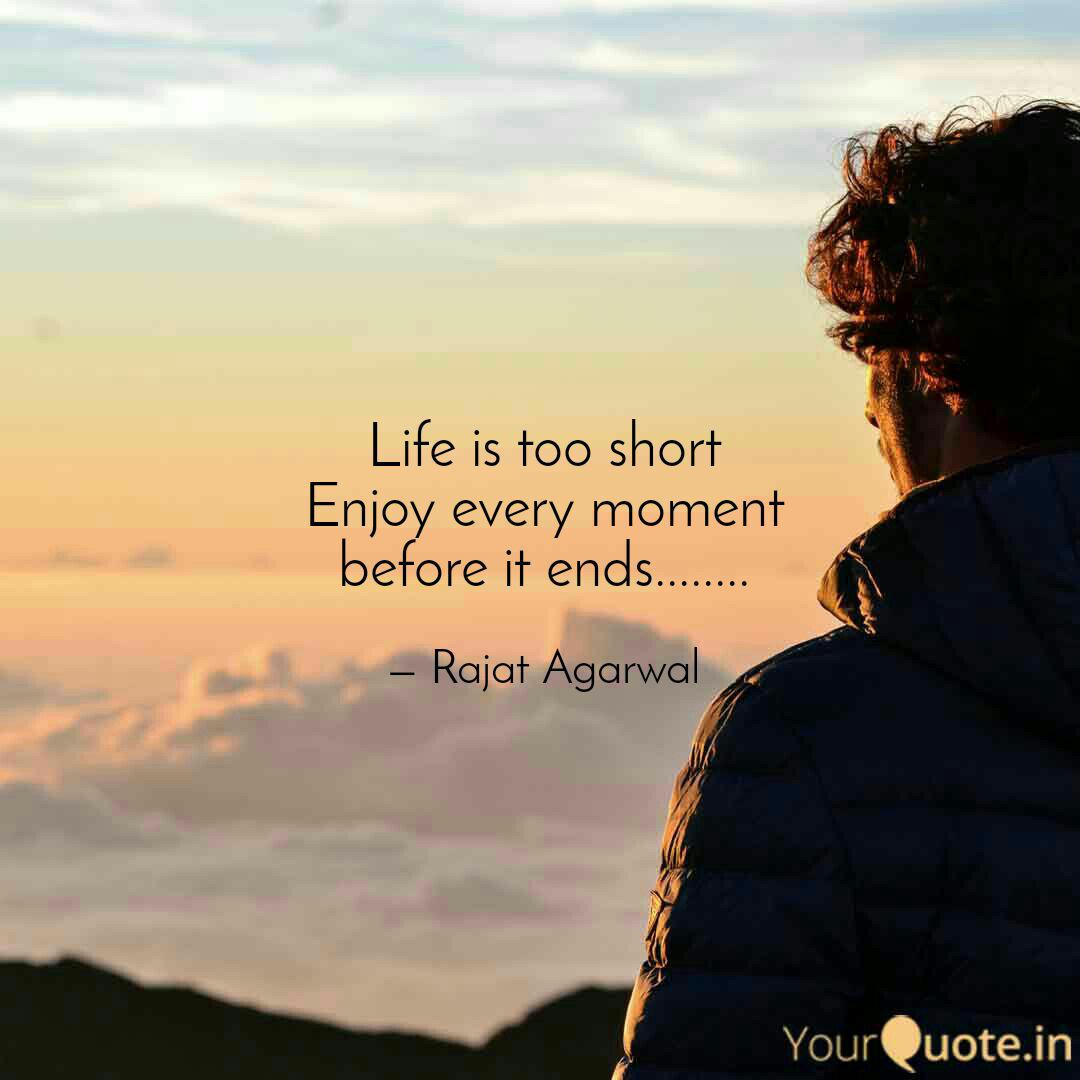 Life is too short
Enjoy every moment
before it ends........
– Rajat Agarwal
YourQuote.in